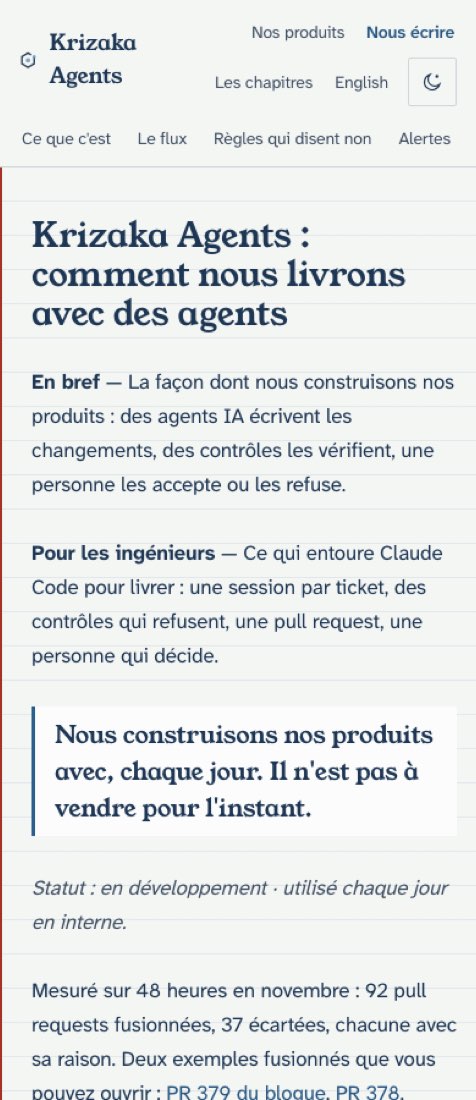 Krizaka
Agents
Nos produits
Nous écrire
Les chapitres
English
Ce que c'est
Le flux
Règles qui disent non
Alertes
Krizaka Agents :
comment nous livrons
avec des agents
En bref — La façon dont nous construisons nos
produits : des agents IA écrivent les
changements, des contrôles les vérifient, une
personne les accepte ou les refuse.
Pour les ingénieurs — Ce qui entoure Claude
Code pour livrer : une session par ticket, des
contrôles qui refusent, une pull request, une
personne qui décide.
Nous construisons nos produits
avec, chaque jour. Il n'est pas à
vendre pour l'instant.
Statut : en développement · utilisé chaque jour
en interne.
Mesuré sur 48 heures en novembre : 92 pull
requests fusionnées, 37 écartées, chacune avec
sa raison. Deux exemples fusionnés que vous
pouvez ouvrir : PR 379 du blogue, PR 378,